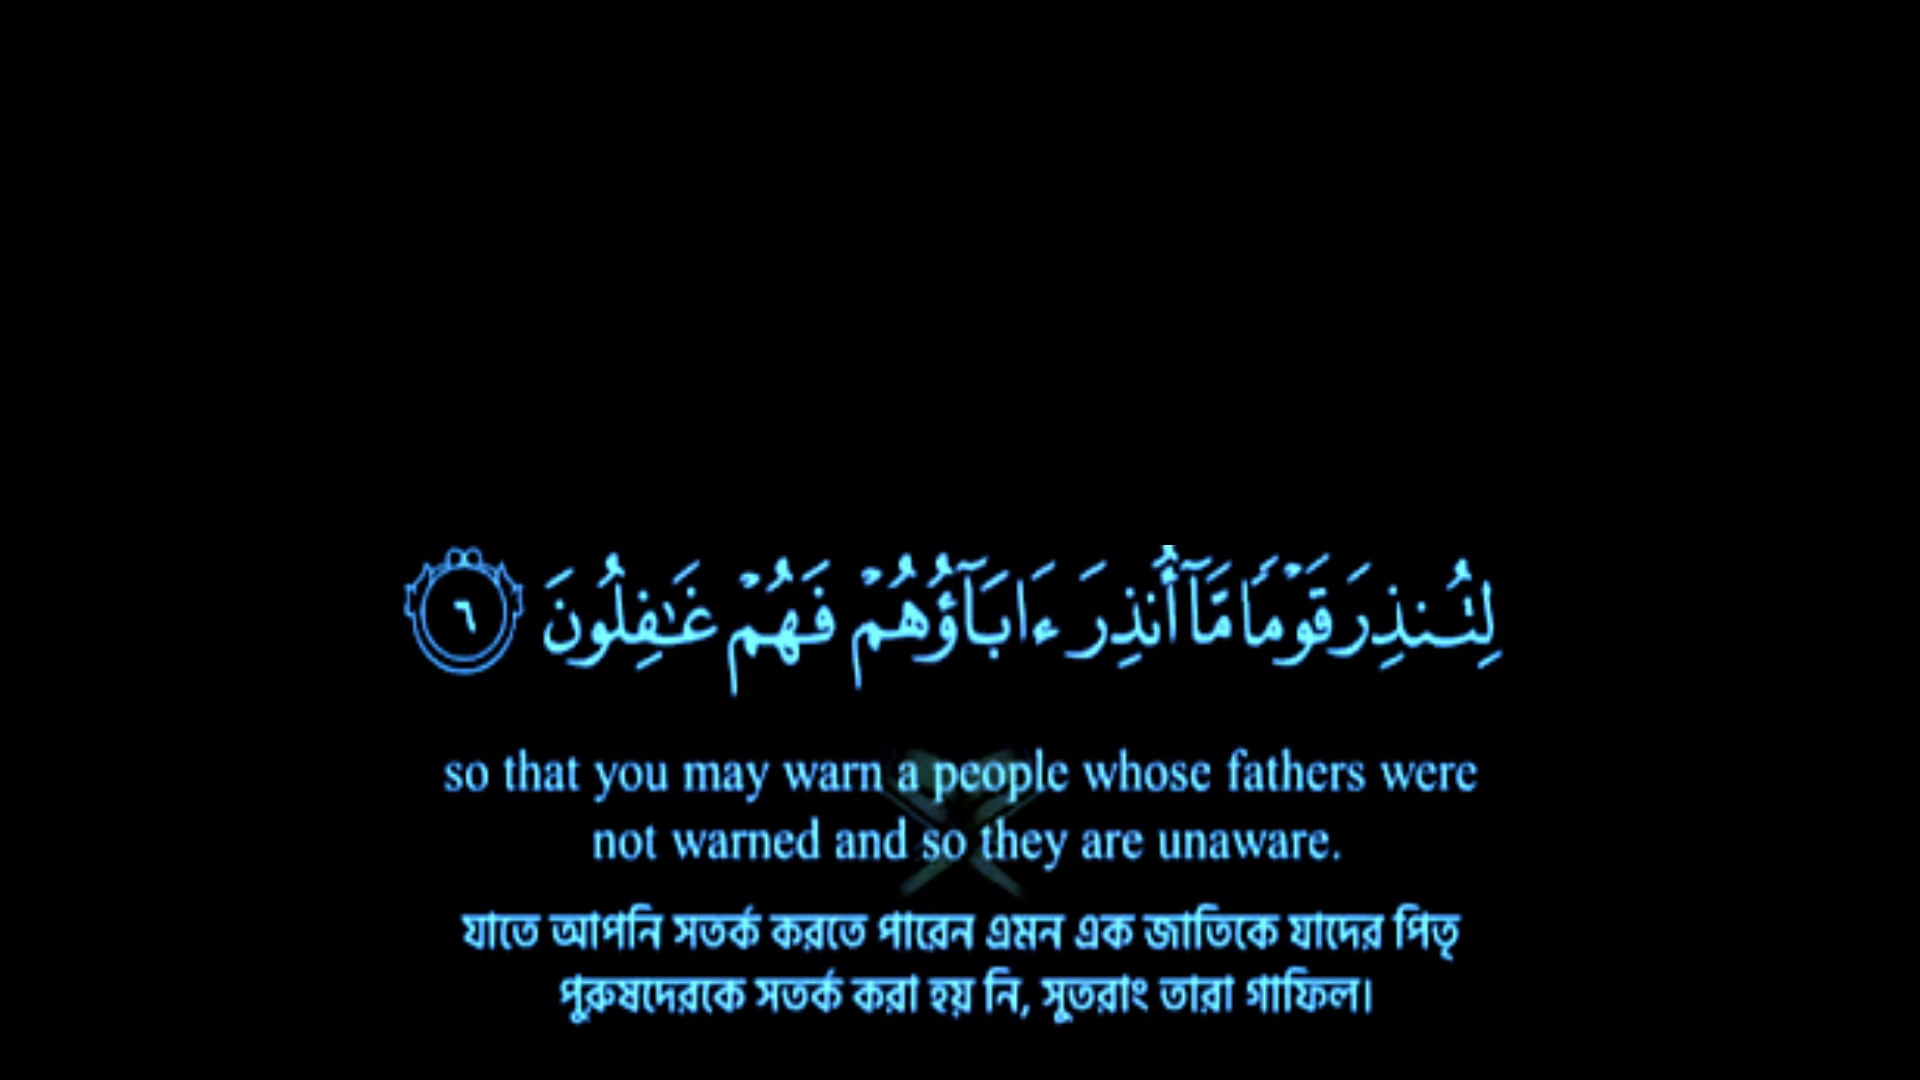 لِتُنذِرَ قَوْمًا مَّآ أُنذِرَ ءَابَآؤُهُمْ فَهُمْ غَـٰفِلُونَ ٦
so that you may warn a people whose fathers were
not warned and so they are unaware.
যাতে আপনি সতর্ক করতে পারেন এমন এক জাতিকে যাদের পিতৃ
পুরুষদেরকে সতর্ক করা হয় নি, সুতরাং তারা গাফিল।